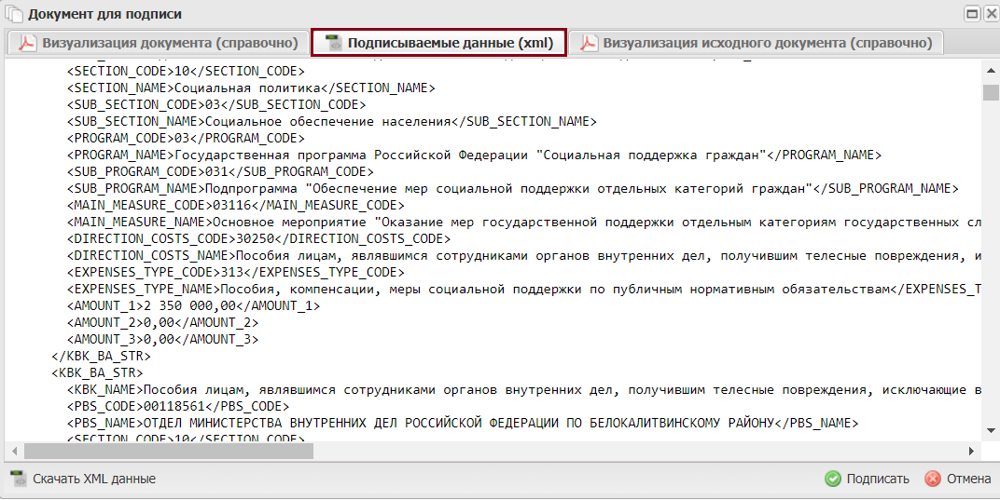 Документ для подписи
Визуализация документа (справочно) Подписываемые данные (xml) Визуализация исходного документа (справочно)
<SECTION_CODE>10</SECTION_CODE>
<SECTION_NAME>Социальная политика</SECTION_NAME>
<SUB_SECTION_CODE>03</SUB_SECTION_CODE>
<SUB_SECTION_NAME>Социальное обеспечение населения</SUB_SECTION_NAME>
<PROGRAM_CODE>03</PROGRAM_CODE>
<PROGRAM_NAME>Государственная программа Российской Федерации "Социальная поддержка граждан"</PROGRAM_NAME>
<SUB_PROGRAM_CODE>031</SUB_PROGRAM_CODE>
<SUB_PROGRAM_NAME>Подпрограмма "Обеспечение мер социальной поддержки отдельных категорий граждан"</SUB_PROGRAM_NAME>
<MAIN_MEASURE_CODE>03116</MAIN_MEASURE_CODE>
<MAIN_MEASURE_NAME>Основное мероприятие "Оказание мер государственной поддержки отдельным категориям государственных сл
<DIRECTION_COSTS_CODE>30250</DIRECTION_COSTS_CODE>
<DIRECTION_COSTS_NAME>Пособия лицам, являвшимся сотрудниками органов внутренних дел, получившим телесные повреждения, и
<EXPENSES_TYPE_CODE>313</EXPENSES_TYPE_CODE>
<EXPENSES_TYPE_NAME>Пособия, компенсации, меры социальной поддержки по публичным нормативным обязательствам</EXPENSES_T
<AMOUNT_1>2 350 000,00</AMOUNT_1>
<AMOUNT_2>0,00</AMOUNT_2>
<AMOUNT_3>0,00</AMOUNT_3>
</KBK_BA_STR>
<KBK_BA_STR>
<KBK_NAME>Пособия лицам, являвшимся сотрудниками органов внутренних дел, получившим телесные повреждения, исключающие в
<PBS_CODE>00118561</PBS_CODE>
<PBS_NAME>ОТДЕЛ МИНИСТЕРСТВА ВНУТРЕННИХ ДЕЛ РОССИЙСКОЙ ФЕДЕРАЦИИ ПО БЕЛОКАЛИТВИНСКОМУ РАЙОНУ</PBS_NAME>
<SECTION_CODE>10</SECTION_CODE>
Скачать XML данные Подписать Отмена